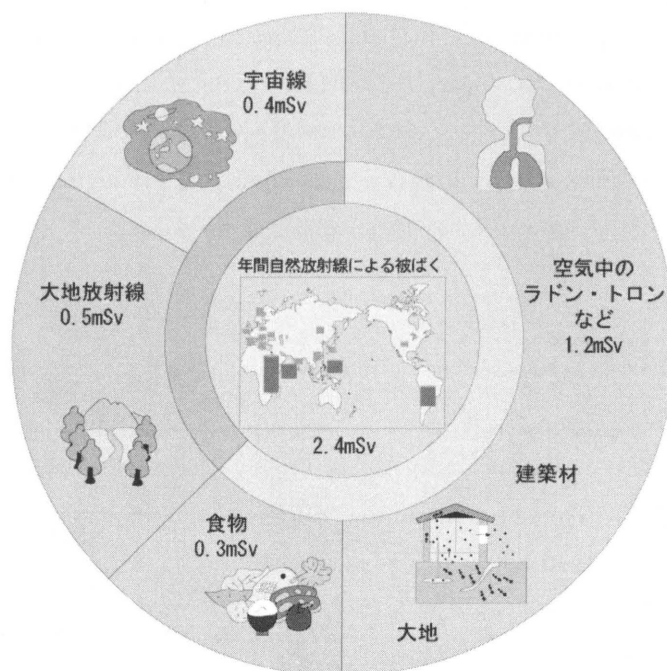 宇宙線
0.4mSv
空気中の
ラドン・トロン
など
1.2mSv
年間自然放射線による被ばく
2.4mSv
大地放射線
0.5mSv
食物
0.3mSv
建築材
大地